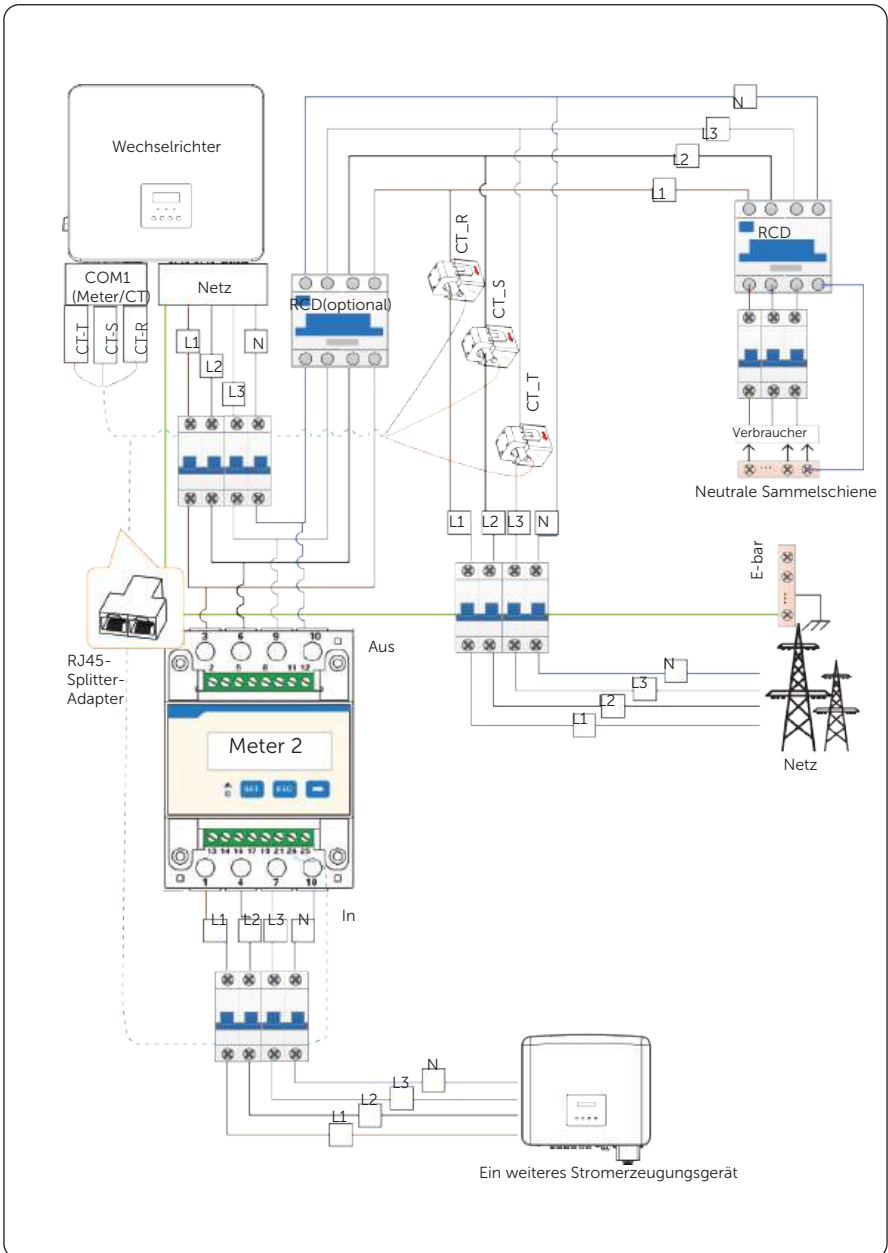 N
L3
L2
L1
Wechselrichter
COM1
(Meter/CT)
Netz
CT-T
CT-S
CT-R
L1
L2
L3
N
RCD(optional)
CT_R
CT_S
CT_T
RCD
Verbraucher
Neutrale Sammelschiene
L1
L2
L3
N
E-bar
N
L3
L2
L1
Netz
RJ45-
Splitter-
Adapter
Aus
3 6 9 10
2 5 8 11 12
Meter 2
SET ESC
13 14 16 17 19 21 24 25
1 4 7 10
In
L1
L2
L3
N
N
L3
L2
L1
Ein weiteres Stromerzeugungsgerät